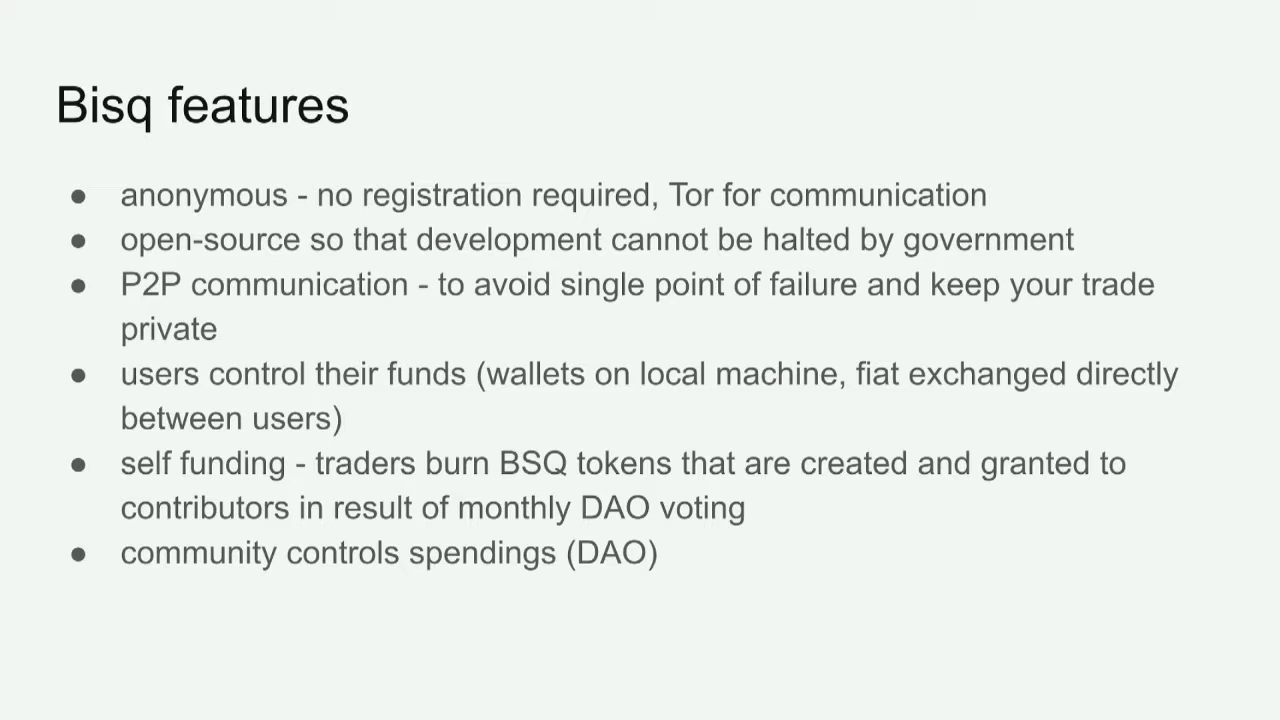 Bisq features
● anonymous - no registration required, Tor for communication
● open-source so that development cannot be halted by government
● P2P communication - to avoid single point of failure and keep your trade
private
● users control their funds (wallets on local machine, fiat exchanged directly
between users)
● self funding - traders burn BSQ tokens that are created and granted to
contributors in result of monthly DAO voting
● community controls spendings (DAO)